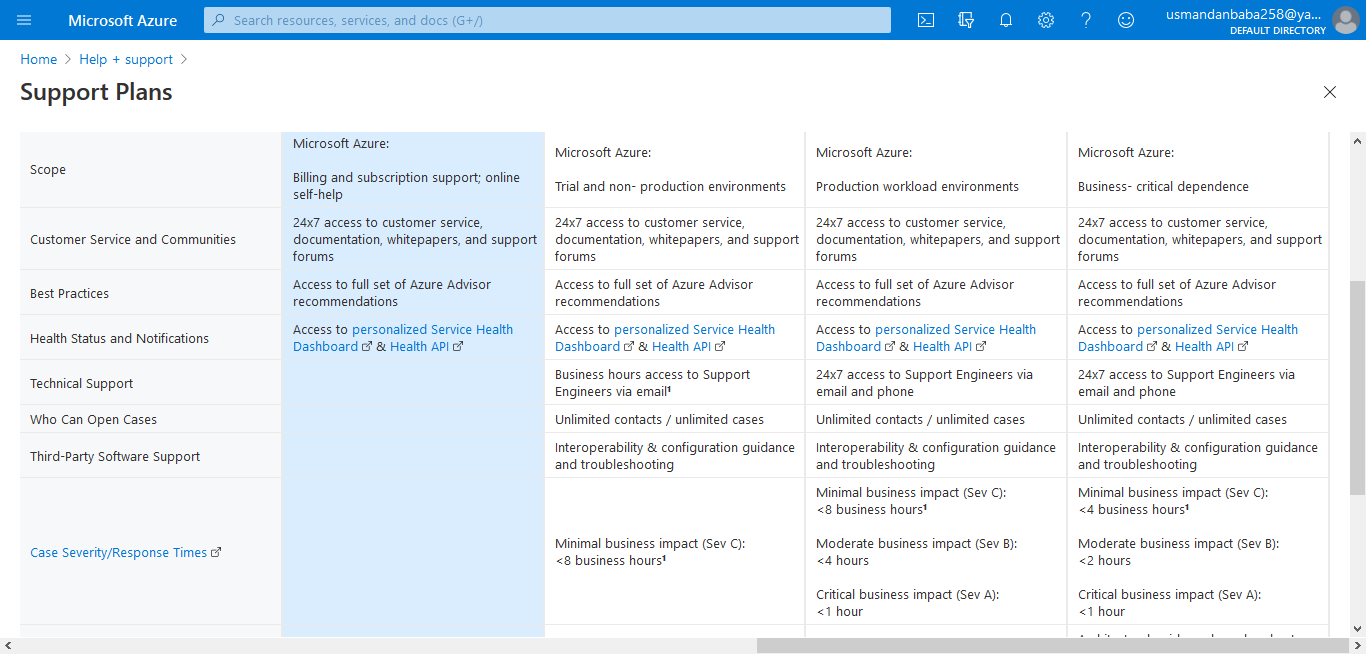 Microsoft Azure
Search resources, services, and docs (G+/)
usmandanbaba258@ya...
DEFAULT DIRECTORY
Home > Help + support >
Support Plans
Scope
Microsoft Azure:
Billing and subscription support; online
self-help
Microsoft Azure:
Trial and non- production environments
Microsoft Azure:
Production workload environments
Microsoft Azure:
Business- critical dependence
Customer Service and Communities
24x7 access to customer service,
documentation, whitepapers, and support
forums
24x7 access to customer service,
documentation, whitepapers, and support
forums
24x7 access to customer service,
documentation, whitepapers, and support
forums
24x7 access to customer service,
documentation, whitepapers, and support
forums
Best Practices
Access to full set of Azure Advisor
recommendations
Access to full set of Azure Advisor
recommendations
Access to full set of Azure Advisor
recommendations
Access to full set of Azure Advisor
recommendations
Health Status and Notifications
Access to personalized Service Health
Dashboard & Health API
Access to personalized Service Health
Dashboard & Health API
Access to personalized Service Health
Dashboard & Health API
Access to personalized Service Health
Dashboard & Health API
Technical Support
Business hours access to Support
Engineers via email¹
24x7 access to Support Engineers via
email and phone
24x7 access to Support Engineers via
email and phone
Who Can Open Cases
Unlimited contacts / unlimited cases
Unlimited contacts / unlimited cases
Unlimited contacts / unlimited cases
Third-Party Software Support
Interoperability & configuration guidance
and troubleshooting
Interoperability & configuration guidance
and troubleshooting
Interoperability & configuration guidance
and troubleshooting
Case Severity/Response Times
Minimal business impact (Sev C):
<8 business hours¹
Minimal business impact (Sev C):
<8 business hours¹
Moderate business impact (Sev B):
<4 hours
Critical business impact (Sev A):
<1 hour
Minimal business impact (Sev C):
<4 business hours¹
Moderate business impact (Sev B):
<2 hours
Critical business impact (Sev A):
<1 hour